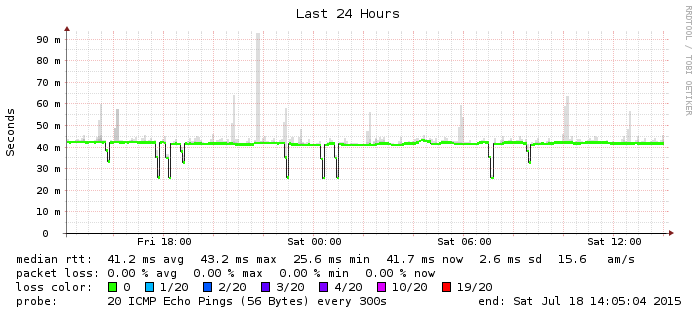 Last 24 Hours
RRDTOOL / TOBI OETIKER
Seconds
90 m
80 m
70 m
60 m
50 m
40 m
30 m
20 m
10 m
0
Fri 18:00 Sat 00:00 Sat 06:00 Sat 12:00
median rtt: 41.2 ms avg 43.2 ms max 25.6 ms min 41.7 ms now 2.6 ms sd 15.6 am/s
packet loss: 0.00 % avg 0.00 % max 0.00 % min 0.00 % now
loss color: 0 1/20 2/20 3/20 4/20 10/20 19/20
probe: 20 ICMP Echo Pings (56 Bytes) every 300s end: Sat Jul 18 14:05:04 2015